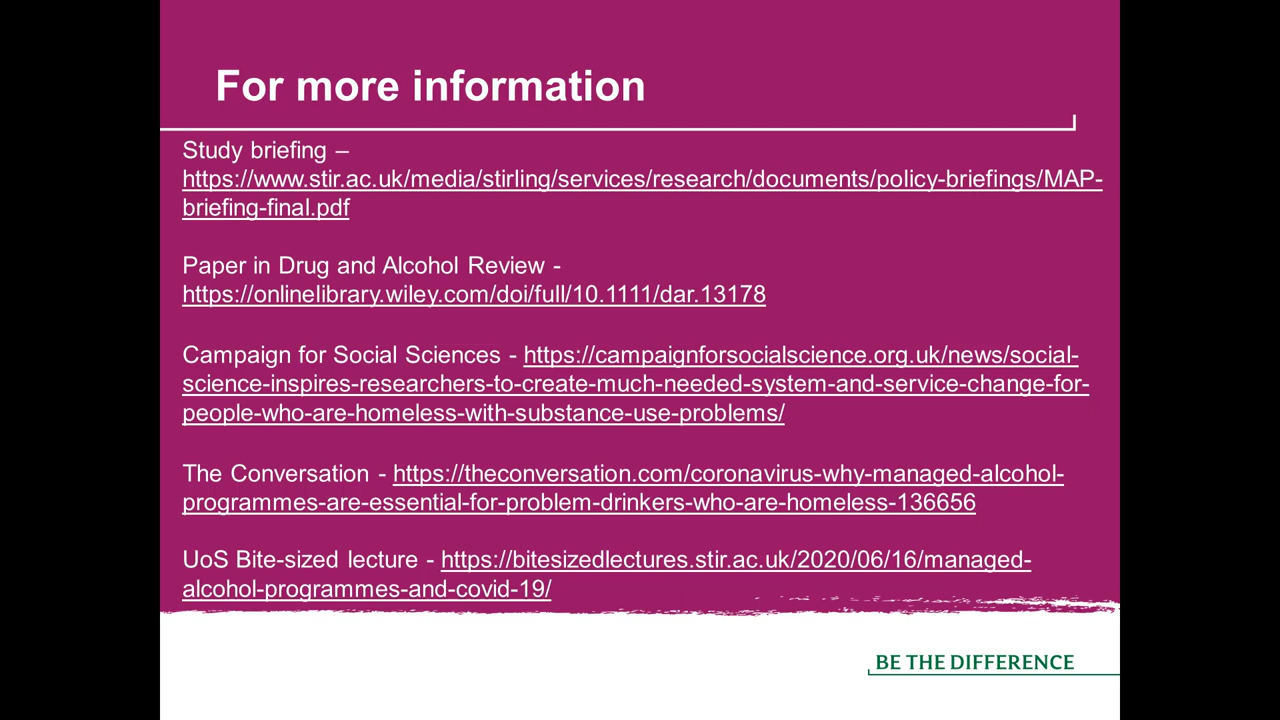 For more information
Study briefing –
https://www.stir.ac.uk/media/stirling/services/research/documents/policy-briefings/MAP-
briefing-final.pdf
Paper in Drug and Alcohol Review -
https://onlinelibrary.wiley.com/doi/full/10.1111/dar.13178
Campaign for Social Sciences - https://campaignforsocialscience.org.uk/news/social-
science-inspires-researchers-to-create-much-needed-system-and-service-change-for-
people-who-are-homeless-with-substance-use-problems/
The Conversation - https://theconversation.com/coronavirus-why-managed-alcohol-
programmes-are-essential-for-problem-drinkers-who-are-homeless-136656
UoS Bite-sized lecture - https://bitesizedlectures.stir.ac.uk/2020/06/16/managed-
alcohol-programmes-and-covid-19/
BE THE DIFFERENCE